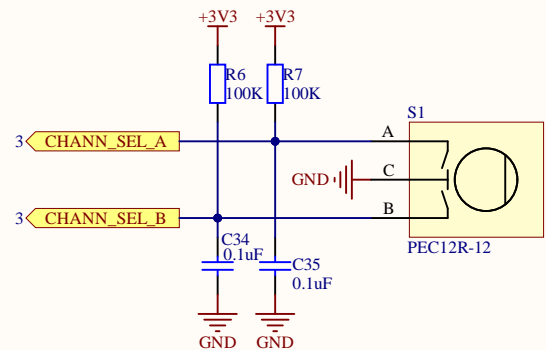 +3V3 +3V3
R6 R7
100K 100K
S1
3 CHANN_SEL_A A
GND C
3 CHANN_SEL_B B
C34
0.1uF C35
PEC12R-12
0.1uF
GND GND